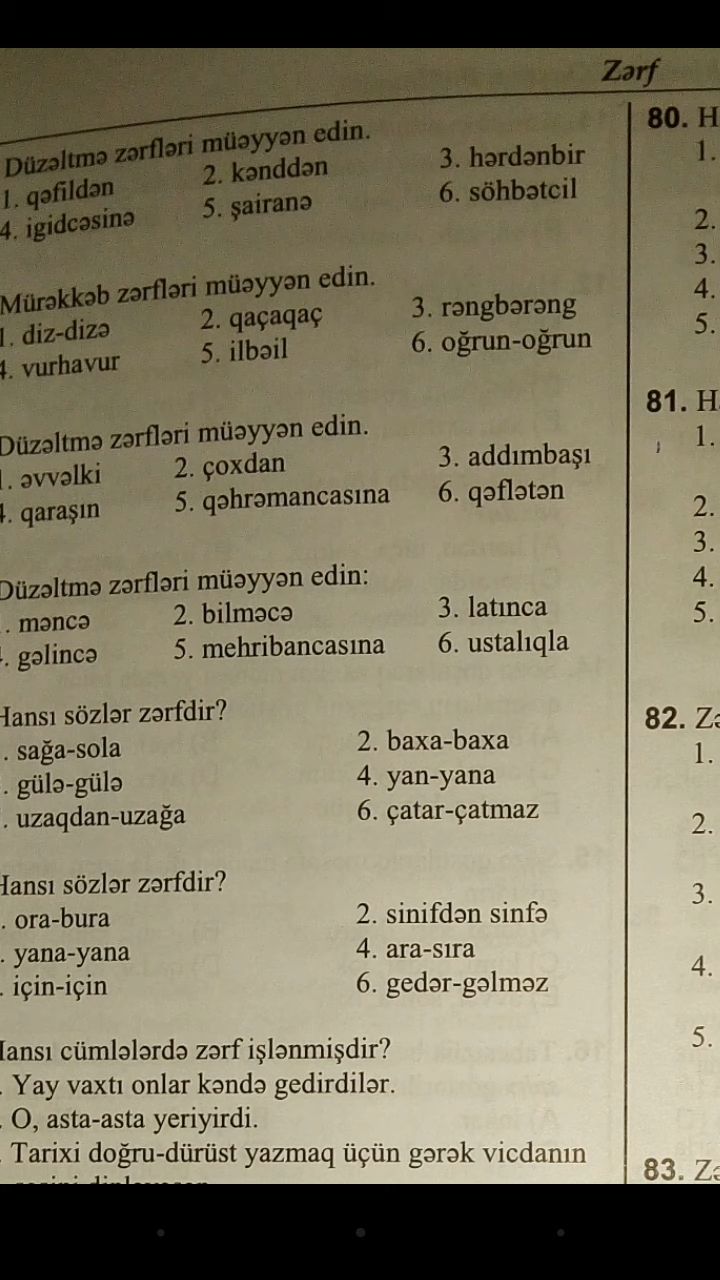 Zərf
Düzəltmə zərfləri müəyyən edin.
1. qəfildən 2. kənddən 3. hərdənbir
4. igidcəsinə 5. şairanə 6. söhbətcil
Mürəkkəb zərfləri müəyyən edin.
1. diz-dizə 2. qaçaqaç 3. rəngbərəng
4. vurhavur 5. ilbəil 6. oğrun-oğrun
Düzəltmə zərfləri müəyyən edin.
1. əvvəlki 2. çoxdan 3. addımbaşı
4. qaraşın 5. qəhrəmancasına 6. qəflətən
Düzəltmə zərfləri müəyyən edin:
. məncə 2. bilməcə 3. latınca
. gəlincə 5. mehribancasına 6. ustalıqla
Hansı sözlər zərfdir?
. sağa-sola 2. baxa-baxa
. gülə-gülə 4. yan-yana
. uzaqdan-uzağa 6. çatar-çatmaz
Hansı sözlər zərfdir?
. ora-bura 2. sinifdən sinfə
. yana-yana 4. ara-sıra
. için-için 6. gedər-gəlməz
Hansı cümlələrdə zərf işlənmişdir?
. Yay vaxtı onlar kəndə gedirdilər.
. O, asta-asta yeriyirdi.
. Tarixi doğru-dürüst yazmaq üçün gərək vicdanın
80. H
1.
2.
3.
4.
5.
81. H
1.
2.
3.
4.
5.
82. Zə
1.
2.
3.
4.
5.
83. Zə